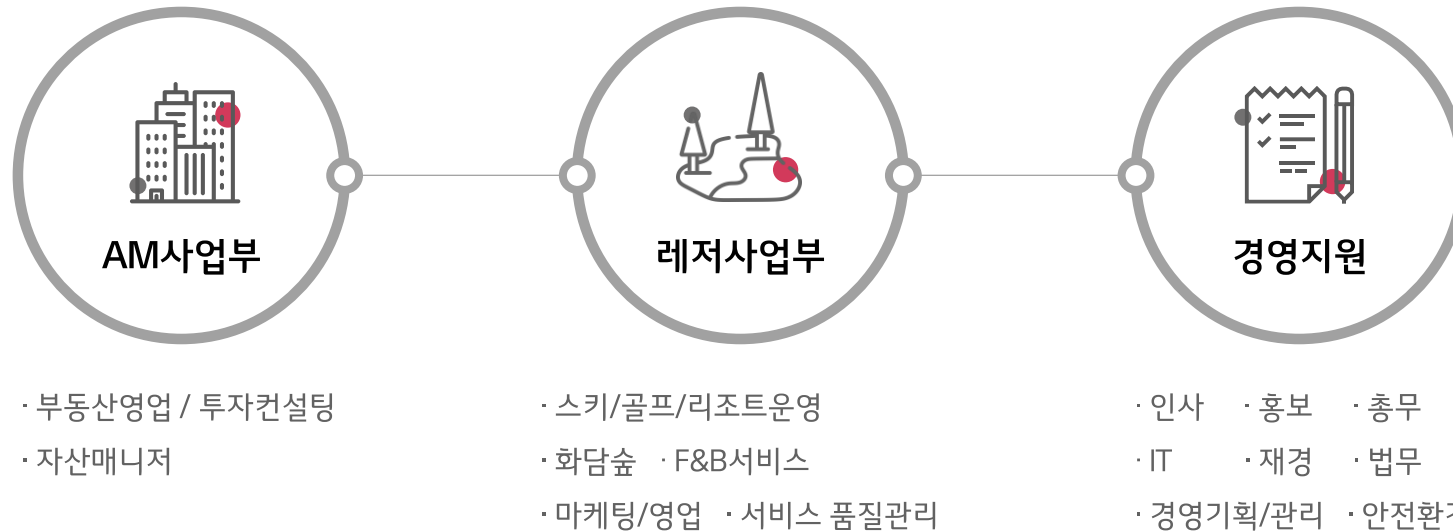 AM사업부
· 부동산영업 / 투자컨설팅
· 자산매니저
레저사업부
· 스키/골프/리조트운영
· 화담숲 · F&B서비스
· 마케팅/영업 · 서비스 품질관리
경영지원
· 인사 · 홍보 · 총무
· IT · 재경 · 법무
· 경영기획/관리